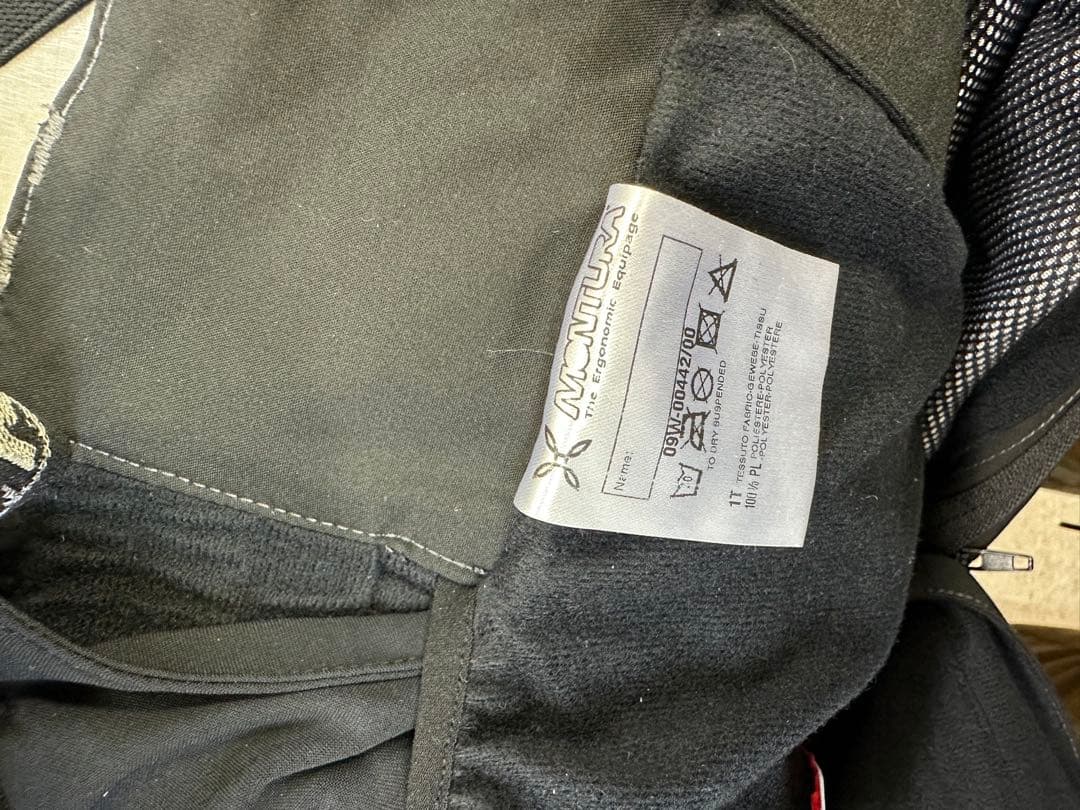 MONTURA
The Ergonomic Equipage
Name:
09W-00442/00
TO DRY SUSPENDED
1T TESSUTO-FABRIC-GEWEBE-TISSU
100% PL POLIESTERE-POLYESTER
-POLYESTER-POLYESTERE